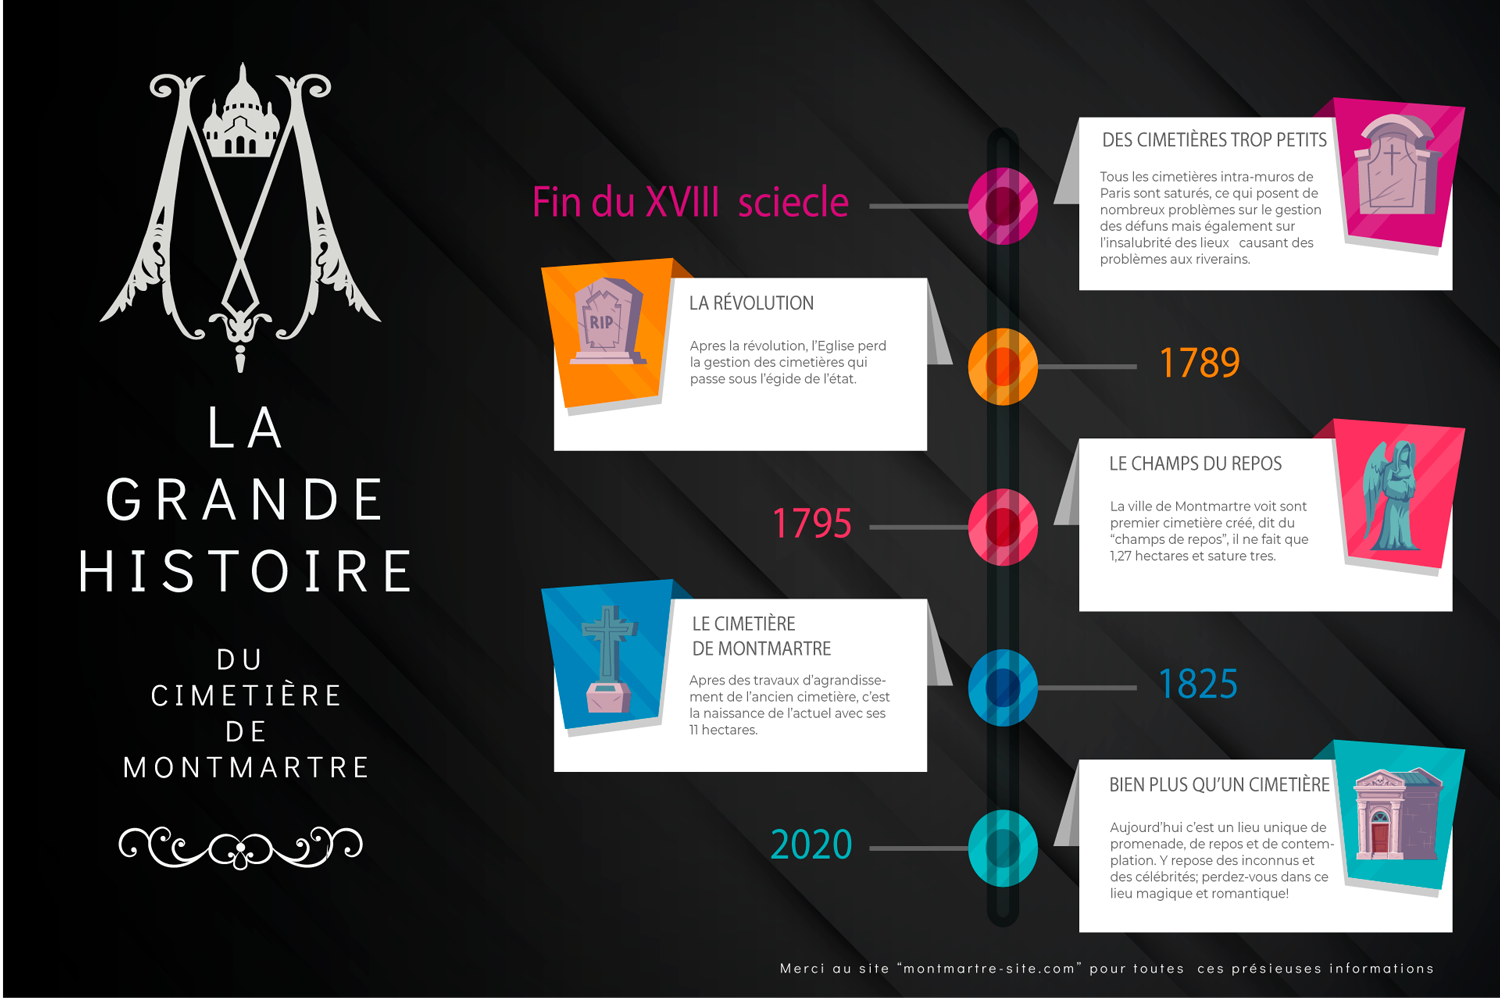 LA
GRANDE
HISTOIRE
DU
CIMETIÈRE
DE
MONTMARTRE
Fin du XVIII sciecle
DES CIMETIÈRES TROP PETITS
Tous les cimetières intra-muros de
Paris sont saturés, ce qui posent de
nombreux problèmes sur le gestion
des défuns mais également sur
l'insalubrité des lieux causant des
problèmes aux riverains.
RIP
LA RÉVOLUTION
Apres la révolution, l'Eglise perd
la gestion des cimetières qui
passe sous l'égide de l'état.
1789
1795
LE CHAMPS DU REPOS
La ville de Montmartre voit sont
premier cimetière créé, dit du
“champs de repos”, il ne fait que
1,27 hectares et sature tres.
LE CIMETIÈRE
DE MONTMARTRE
Apres des travaux d'agrandisse-
ment de l'ancien cimetière, c'est
la naissance de l'actuel avec ses
11 hectares.
1825
2020
BIEN PLUS QU'UN CIMETIÈRE
Aujourd'hui c'est un lieu unique de
promenade, de repos et de contem-
plation. Y repose des inconnus et
des célébrités; perdez-vous dans ce
lieu magique et romantique!
Merci au site “montmartre-site.com” pour toutes ces présieuses informations